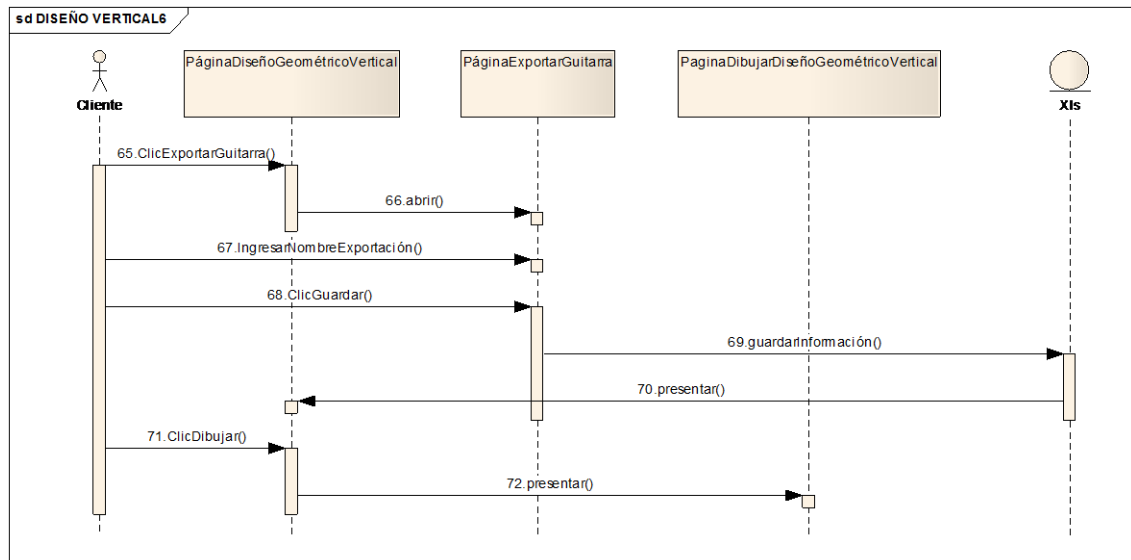 sd DISEÑO VERTICAL6
PáginaDiseñoGeométricoVertical
PáginaExportarGuitarra
PaginaDibujarDiseñoGeométricoVertical
Cliente
Xls
65.ClicExportarGuitarra()
66.abrir()
67.IngresarNombreExportación()
68.ClicGuardar()
69.guardarInformación()
70.presentar()
71.ClicDibujar()
72.presentar()